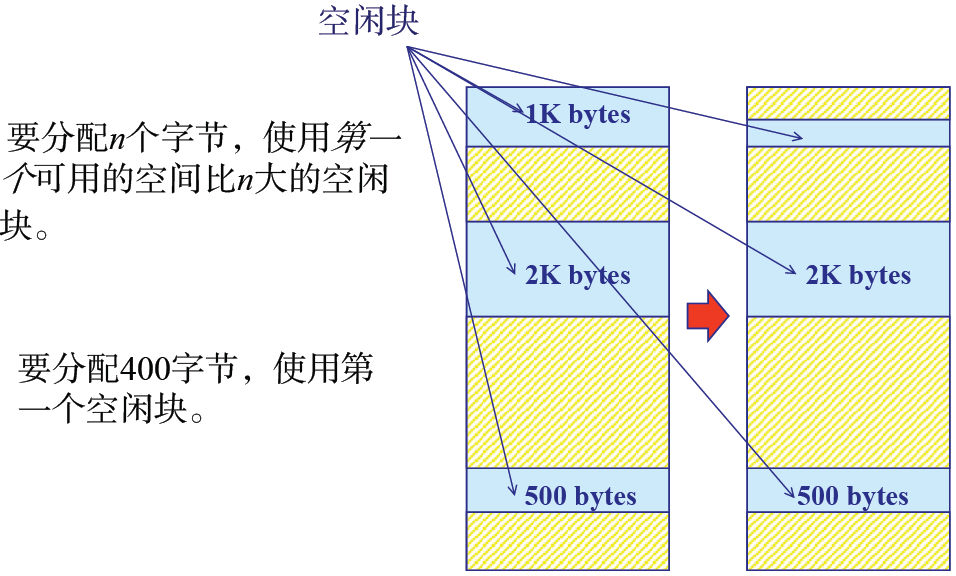 空闲块
要分配n个字节，使用第一
个可用的空间比n大的空闲
块。
要分配400字节，使用第
一个空闲块。
1K bytes
2K bytes
500 bytes
2K bytes
500 bytes